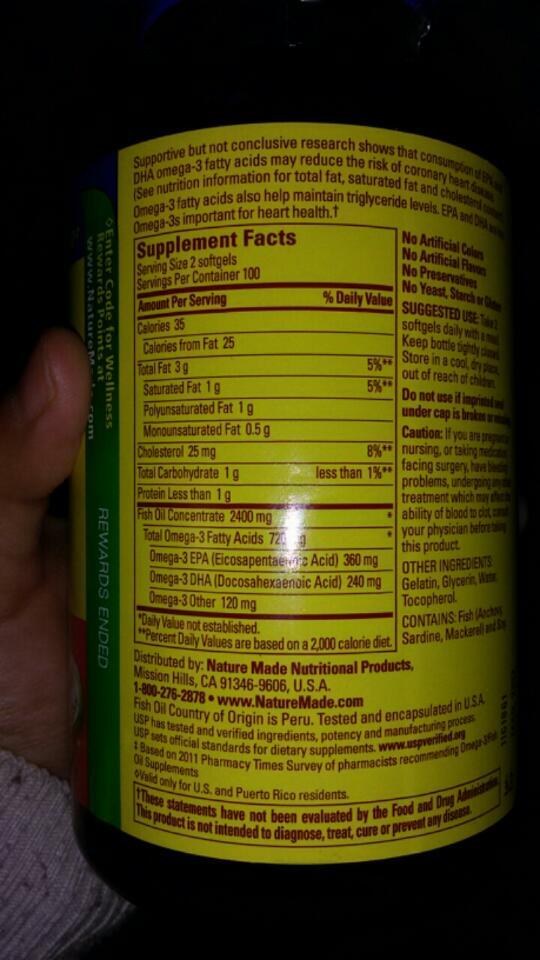 Supportive but not conclusive research shows that consumption of EPA and
DHA omega-3 fatty acids may reduce the risk of coronary heart disease.
(See nutrition information for total fat, saturated fat and cholesterol
Omega-3 fatty acids also help maintain triglyceride levels. EPA and DHA are
Omega-3s important for heart health.†
Supplement Facts
Serving Size 2 softgels
Servings Per Container 100
Amount Per Serving % Daily Value
Calories 35
Calories from Fat 25
Total Fat 3 g 5%**
Saturated Fat 1 g 5%**
Polyunsaturated Fat 1 g
Monounsaturated Fat 0.5 g
Cholesterol 25 mg 8%**
Total Carbohydrate 1 g less than 1%**
Protein Less than 1 g
Fish Oil Concentrate 2400 mg *
Total Omega-3 Fatty Acids 720 mg *
Omega-3 EPA (Eicosapentaenoic Acid) 360 mg
Omega-3 DHA (Docosahexaenoic Acid) 240 mg
Omega-3 Other 120 mg
*Daily Value not established.
**Percent Daily Values are based on a 2,000 calorie diet.
No Artificial Colors
No Artificial Flavors
No Preservatives
No Yeast, Starch or Gluten
SUGGESTED USE: Take 2
softgels daily with a meal.
Keep bottle tightly closed.
Store in a cool, dry place,
out of reach of children.
Do not use if imprinted seal
under cap is broken or missing.
Caution: If you are pregnant,
nursing, or taking medication,
facing surgery, have bleeding
problems, undergoing any other
treatment which may affect the
ability of blood to clot, consult
your physician before taking
this product.
OTHER INGREDIENTS:
Gelatin, Glycerin, Water,
Tocopherol.
CONTAINS: Fish (Anchovy,
Sardine, Mackerel) and Soy.
Distributed by: Nature Made Nutritional Products,
Mission Hills, CA 91346-9606, U.S.A.
1-800-276-2878 • www.NatureMade.com
Fish Oil Country of Origin is Peru. Tested and encapsulated in U.S.A.
USP has tested and verified ingredients, potency and manufacturing process.
USP sets official standards for dietary supplements. www.uspverified.org
‡ Based on 2011 Pharmacy Times Survey of pharmacists recommending Omega-3/Fish
Oil Supplements
◊Valid only for U.S. and Puerto Rico residents.
†These statements have not been evaluated by the Food and Drug Administration.
This product is not intended to diagnose, treat, cure or prevent any disease.
◊Enter Code for Wellness
Rewards Points at
REWARDS ENDED